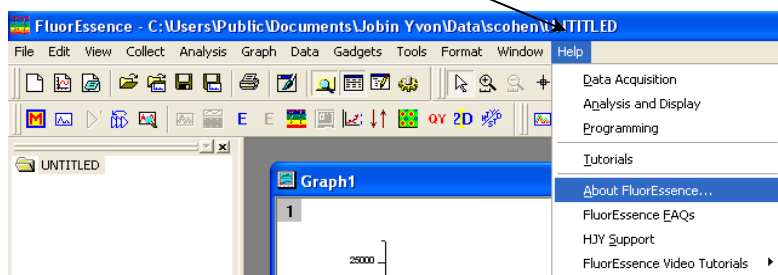 FluorEssence - C:\Users\Public\Documents\Jobin Yvon\Data\scohen\UNTITLED
File Edit View Collect Analysis Graph Data Gadgets Tools Format Window Help
M E E QY 2D
UNTITLED
Graph1
1
25000
Data Acquisition
Analysis and Display
Programming
Tutorials
About FluorEssence...
FluorEssence FAQs
HJY Support
FluorEssence Video Tutorials